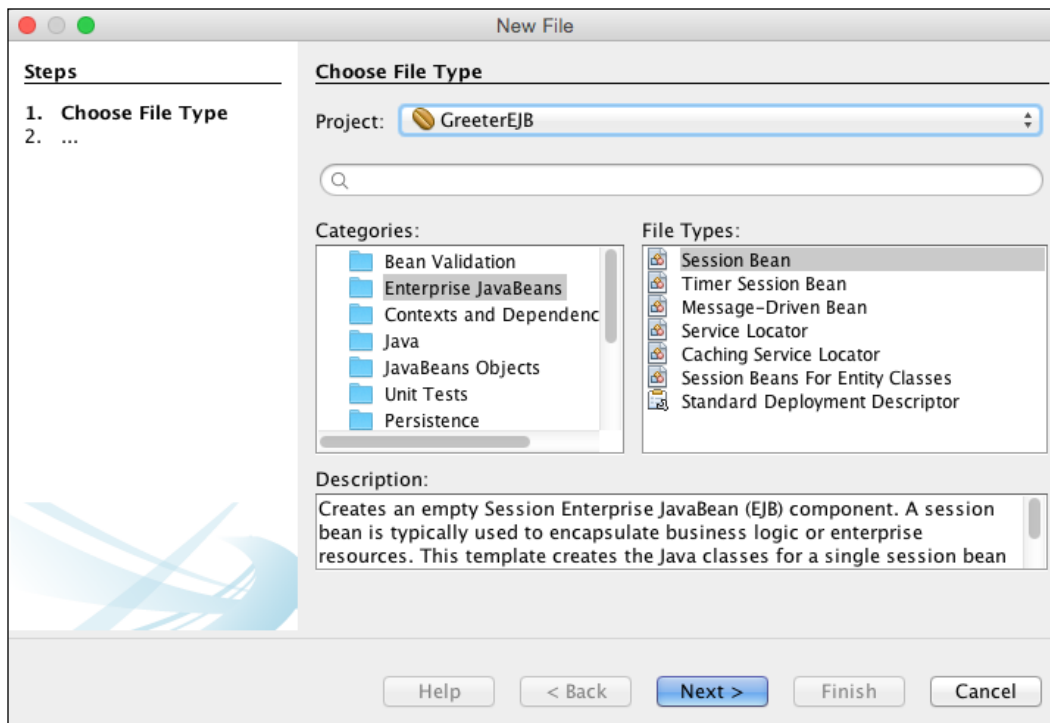 New File
Steps
1. Choose File Type
2. ...
Choose File Type
Project: GreeterEJB
Categories:
Bean Validation
Enterprise JavaBeans
Contexts and Dependenc
Java
JavaBeans Objects
Unit Tests
Persistence
File Types:
Session Bean
Timer Session Bean
Message-Driven Bean
Service Locator
Caching Service Locator
Session Beans For Entity Classes
Standard Deployment Descriptor
Description:
Creates an empty Session Enterprise JavaBean (EJB) component. A session
bean is typically used to encapsulate business logic or enterprise
resources. This template creates the Java classes for a single session bean
Help < Back Next > Finish Cancel